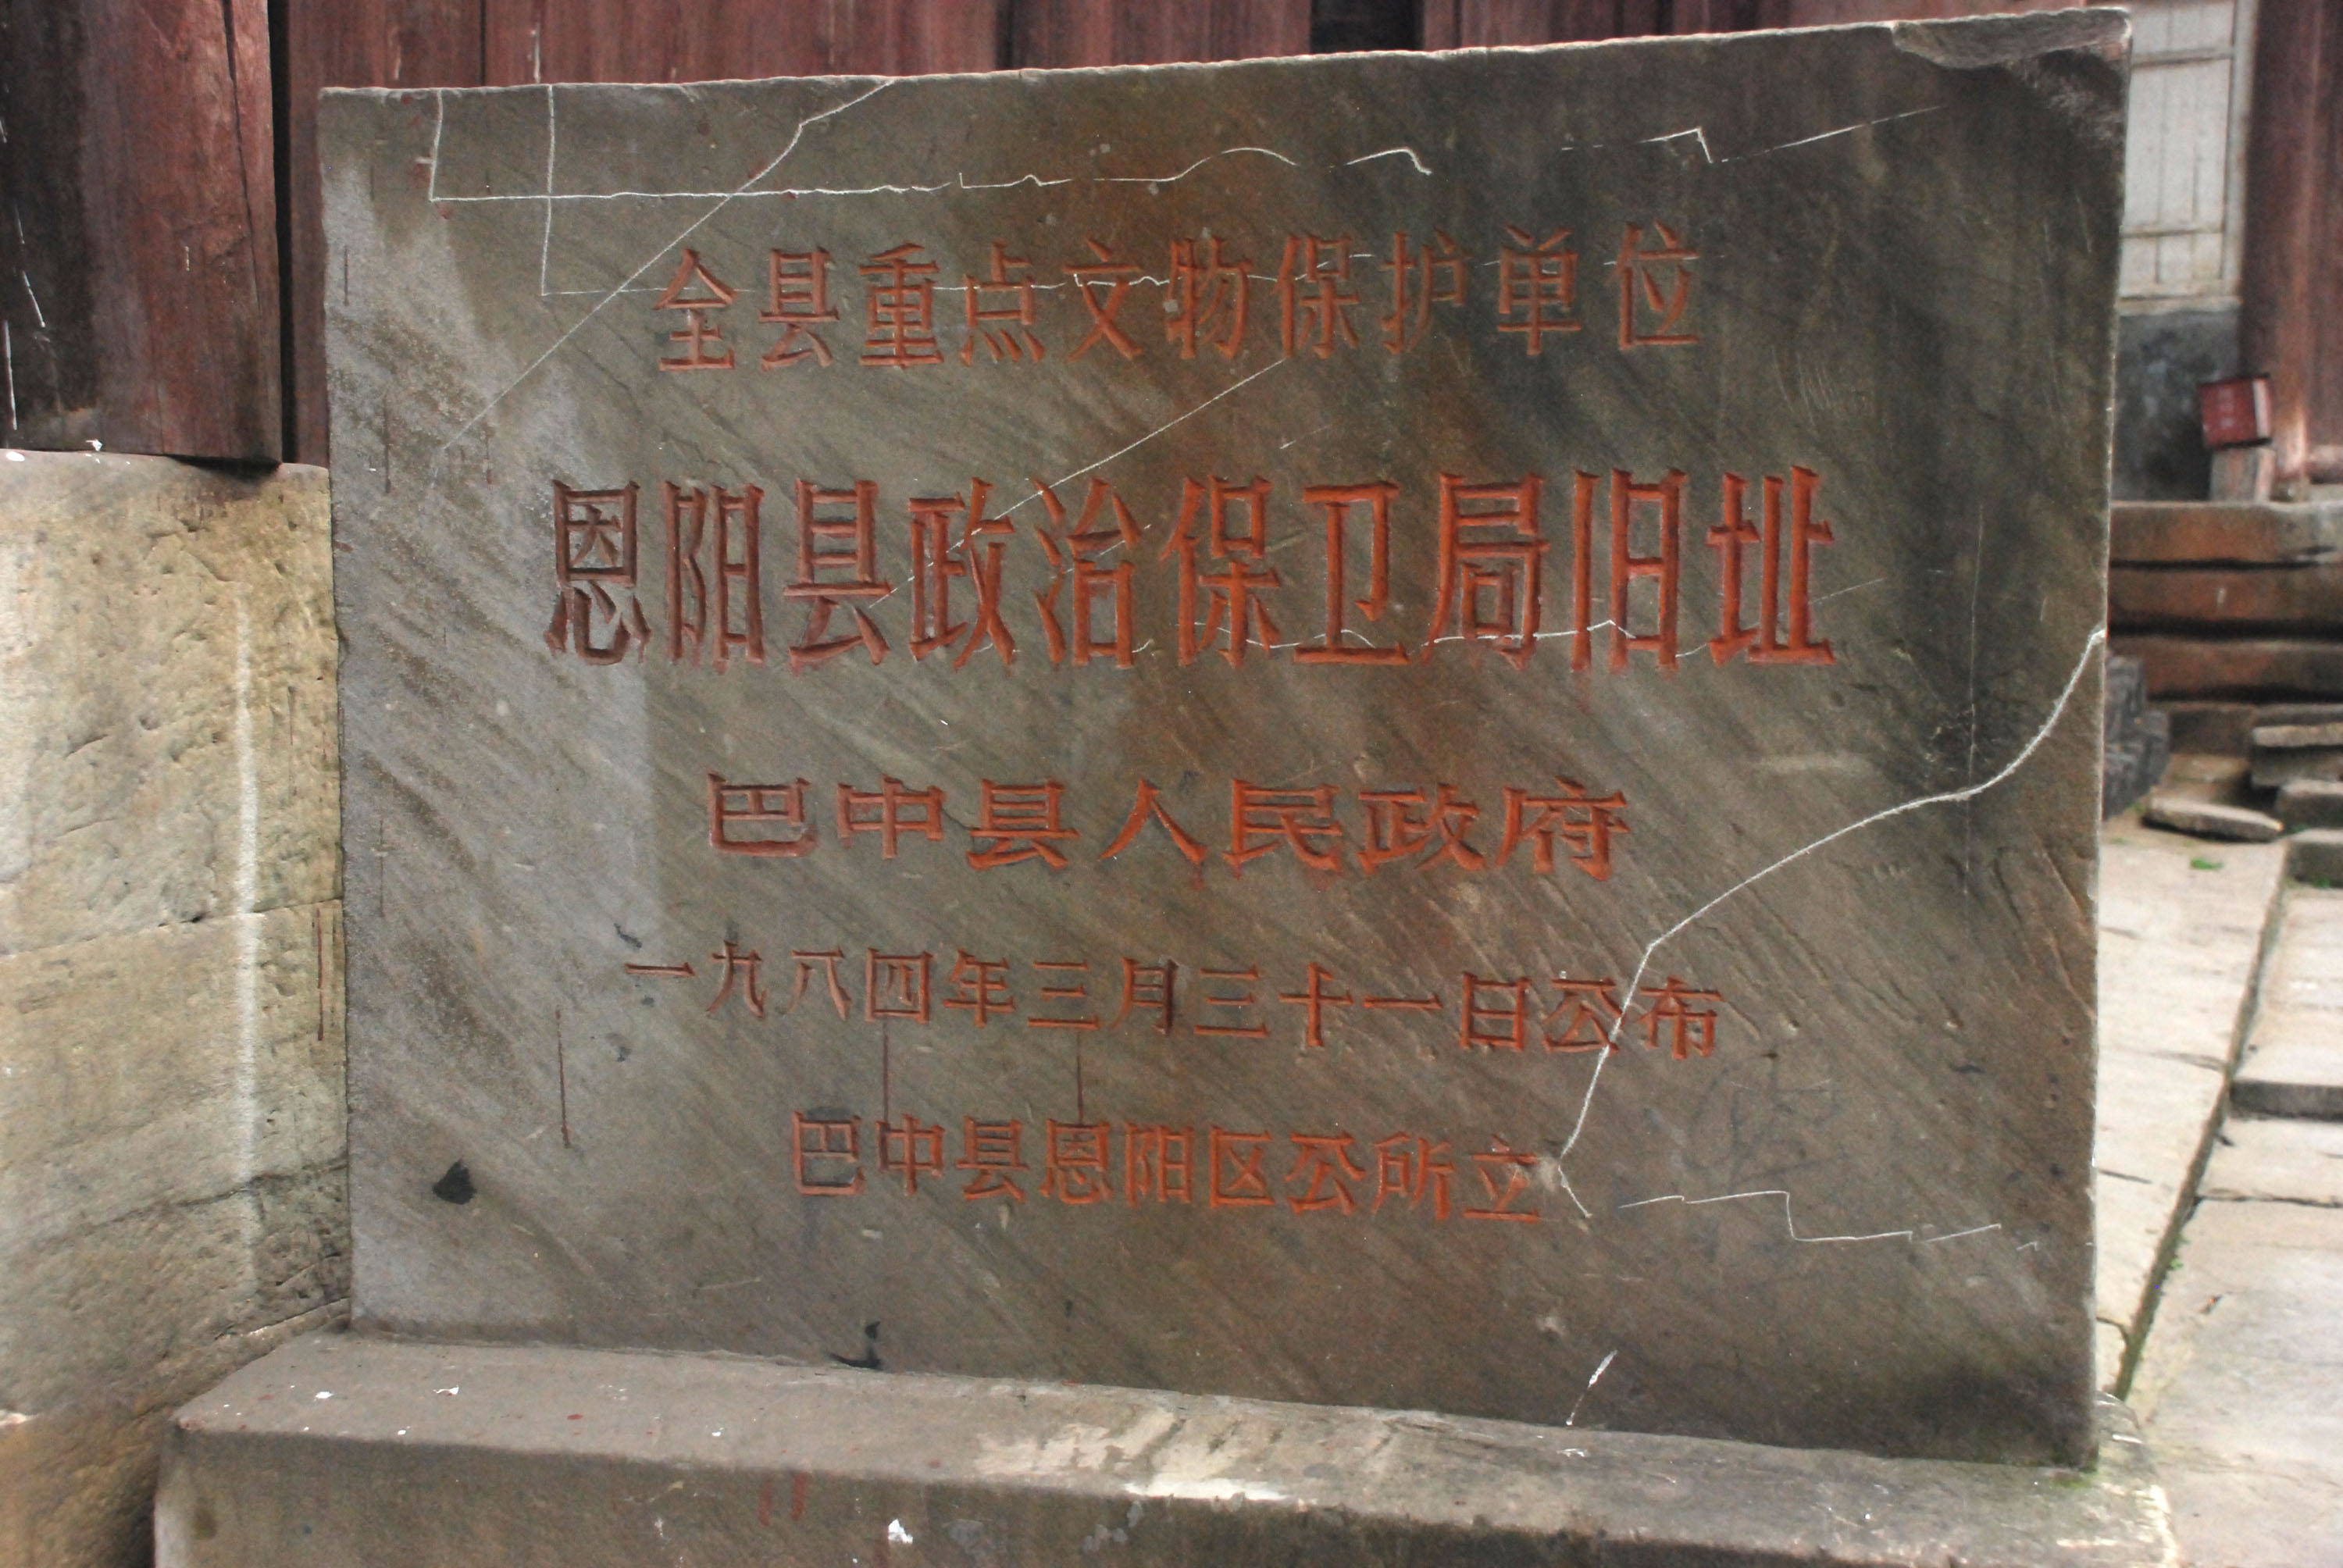 全县重点文物保护单位
恩阳县政治保卫局旧址
巴中县人民政府
一九八四年三月三十一日公布
巴中县恩阳区公所立